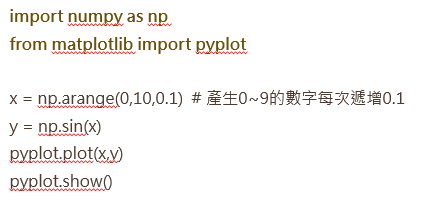 import numpy as np
from matplotlib import pyplot
x = np.arange(0,10,0.1)  # 產生0~9的數字每次遞增0.1
y = np.sin(x)
pyplot.plot(x,y)
pyplot.show()